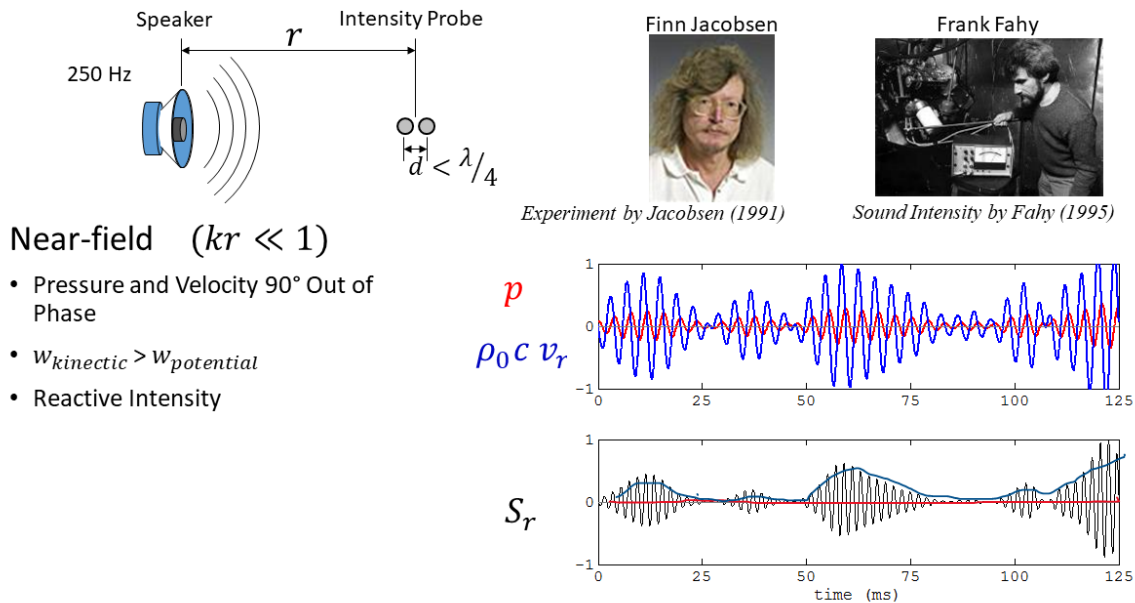 Speaker
Intensity Probe
r
250 Hz
d < λ/4
Finn Jacobsen
Frank Fahy
Experiment by Jacobsen (1991)
Sound Intensity by Fahy (1995)
Near-field (kr ≪ 1)
• Pressure and Velocity 90° Out of
Phase
• w_kinectic > w_potential
• Reactive Intensity
p
ρ₀c v_r
1
0
−1
0 25 50 75 100 125
S_r
1
0
−1
0 25 50 75 100 125
time (ms)